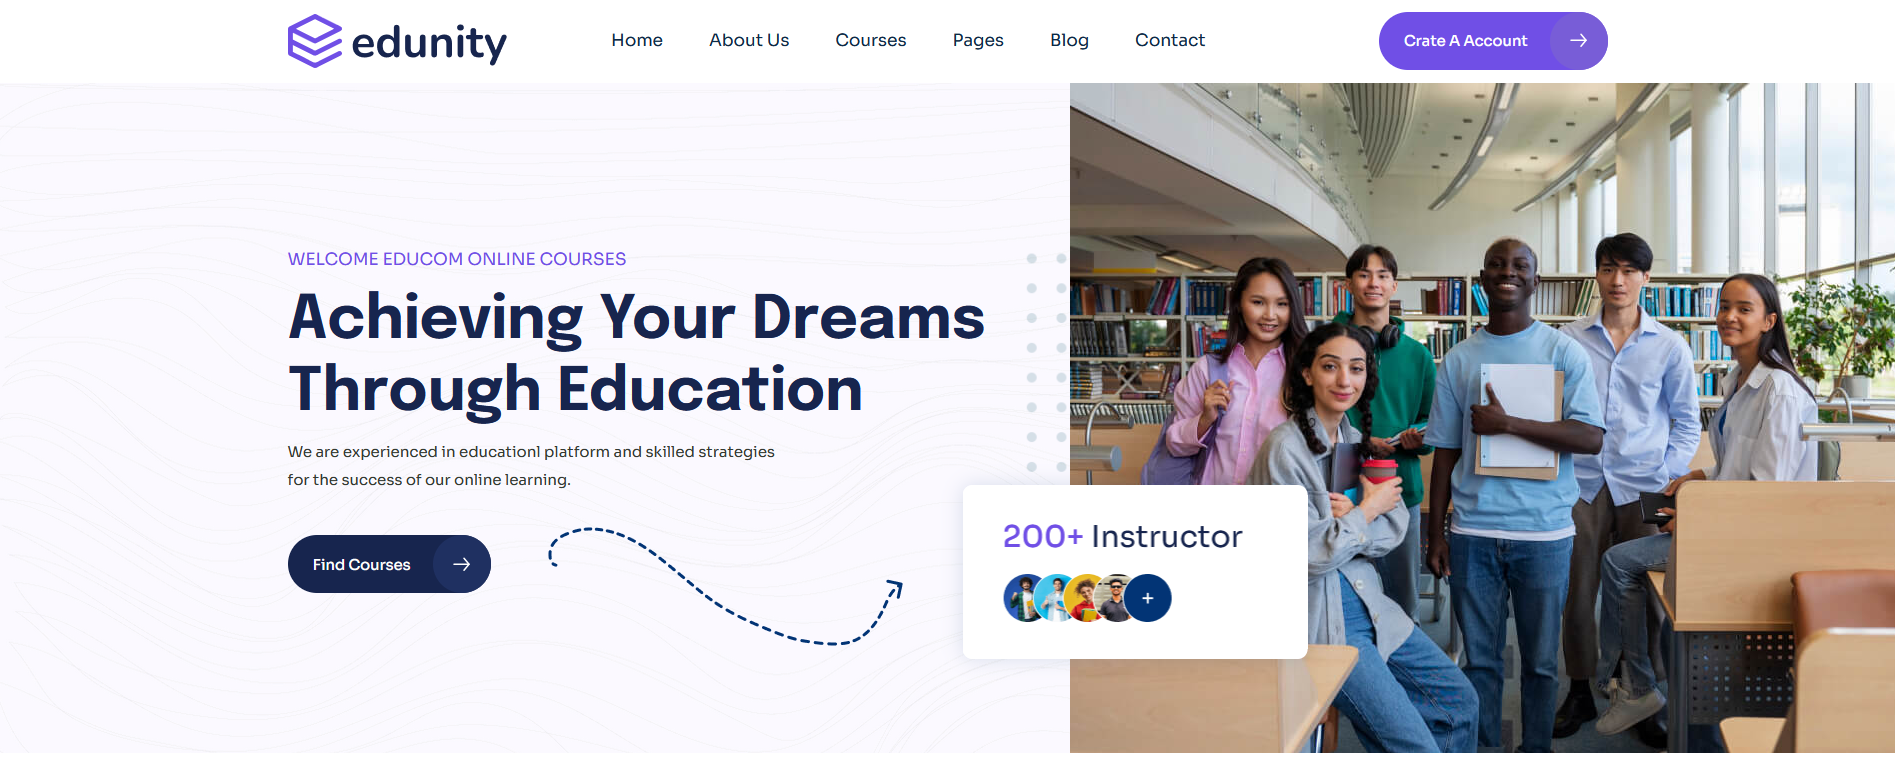 edunity
Home
About Us
Courses
Pages
Blog
Contact
Crate A Account
WELCOME EDUCOM ONLINE COURSES
Achieving Your Dreams
Through Education
We are experienced in educationl platform and skilled strategies
for the success of our online learning.
Find Courses
200+ Instructor
+